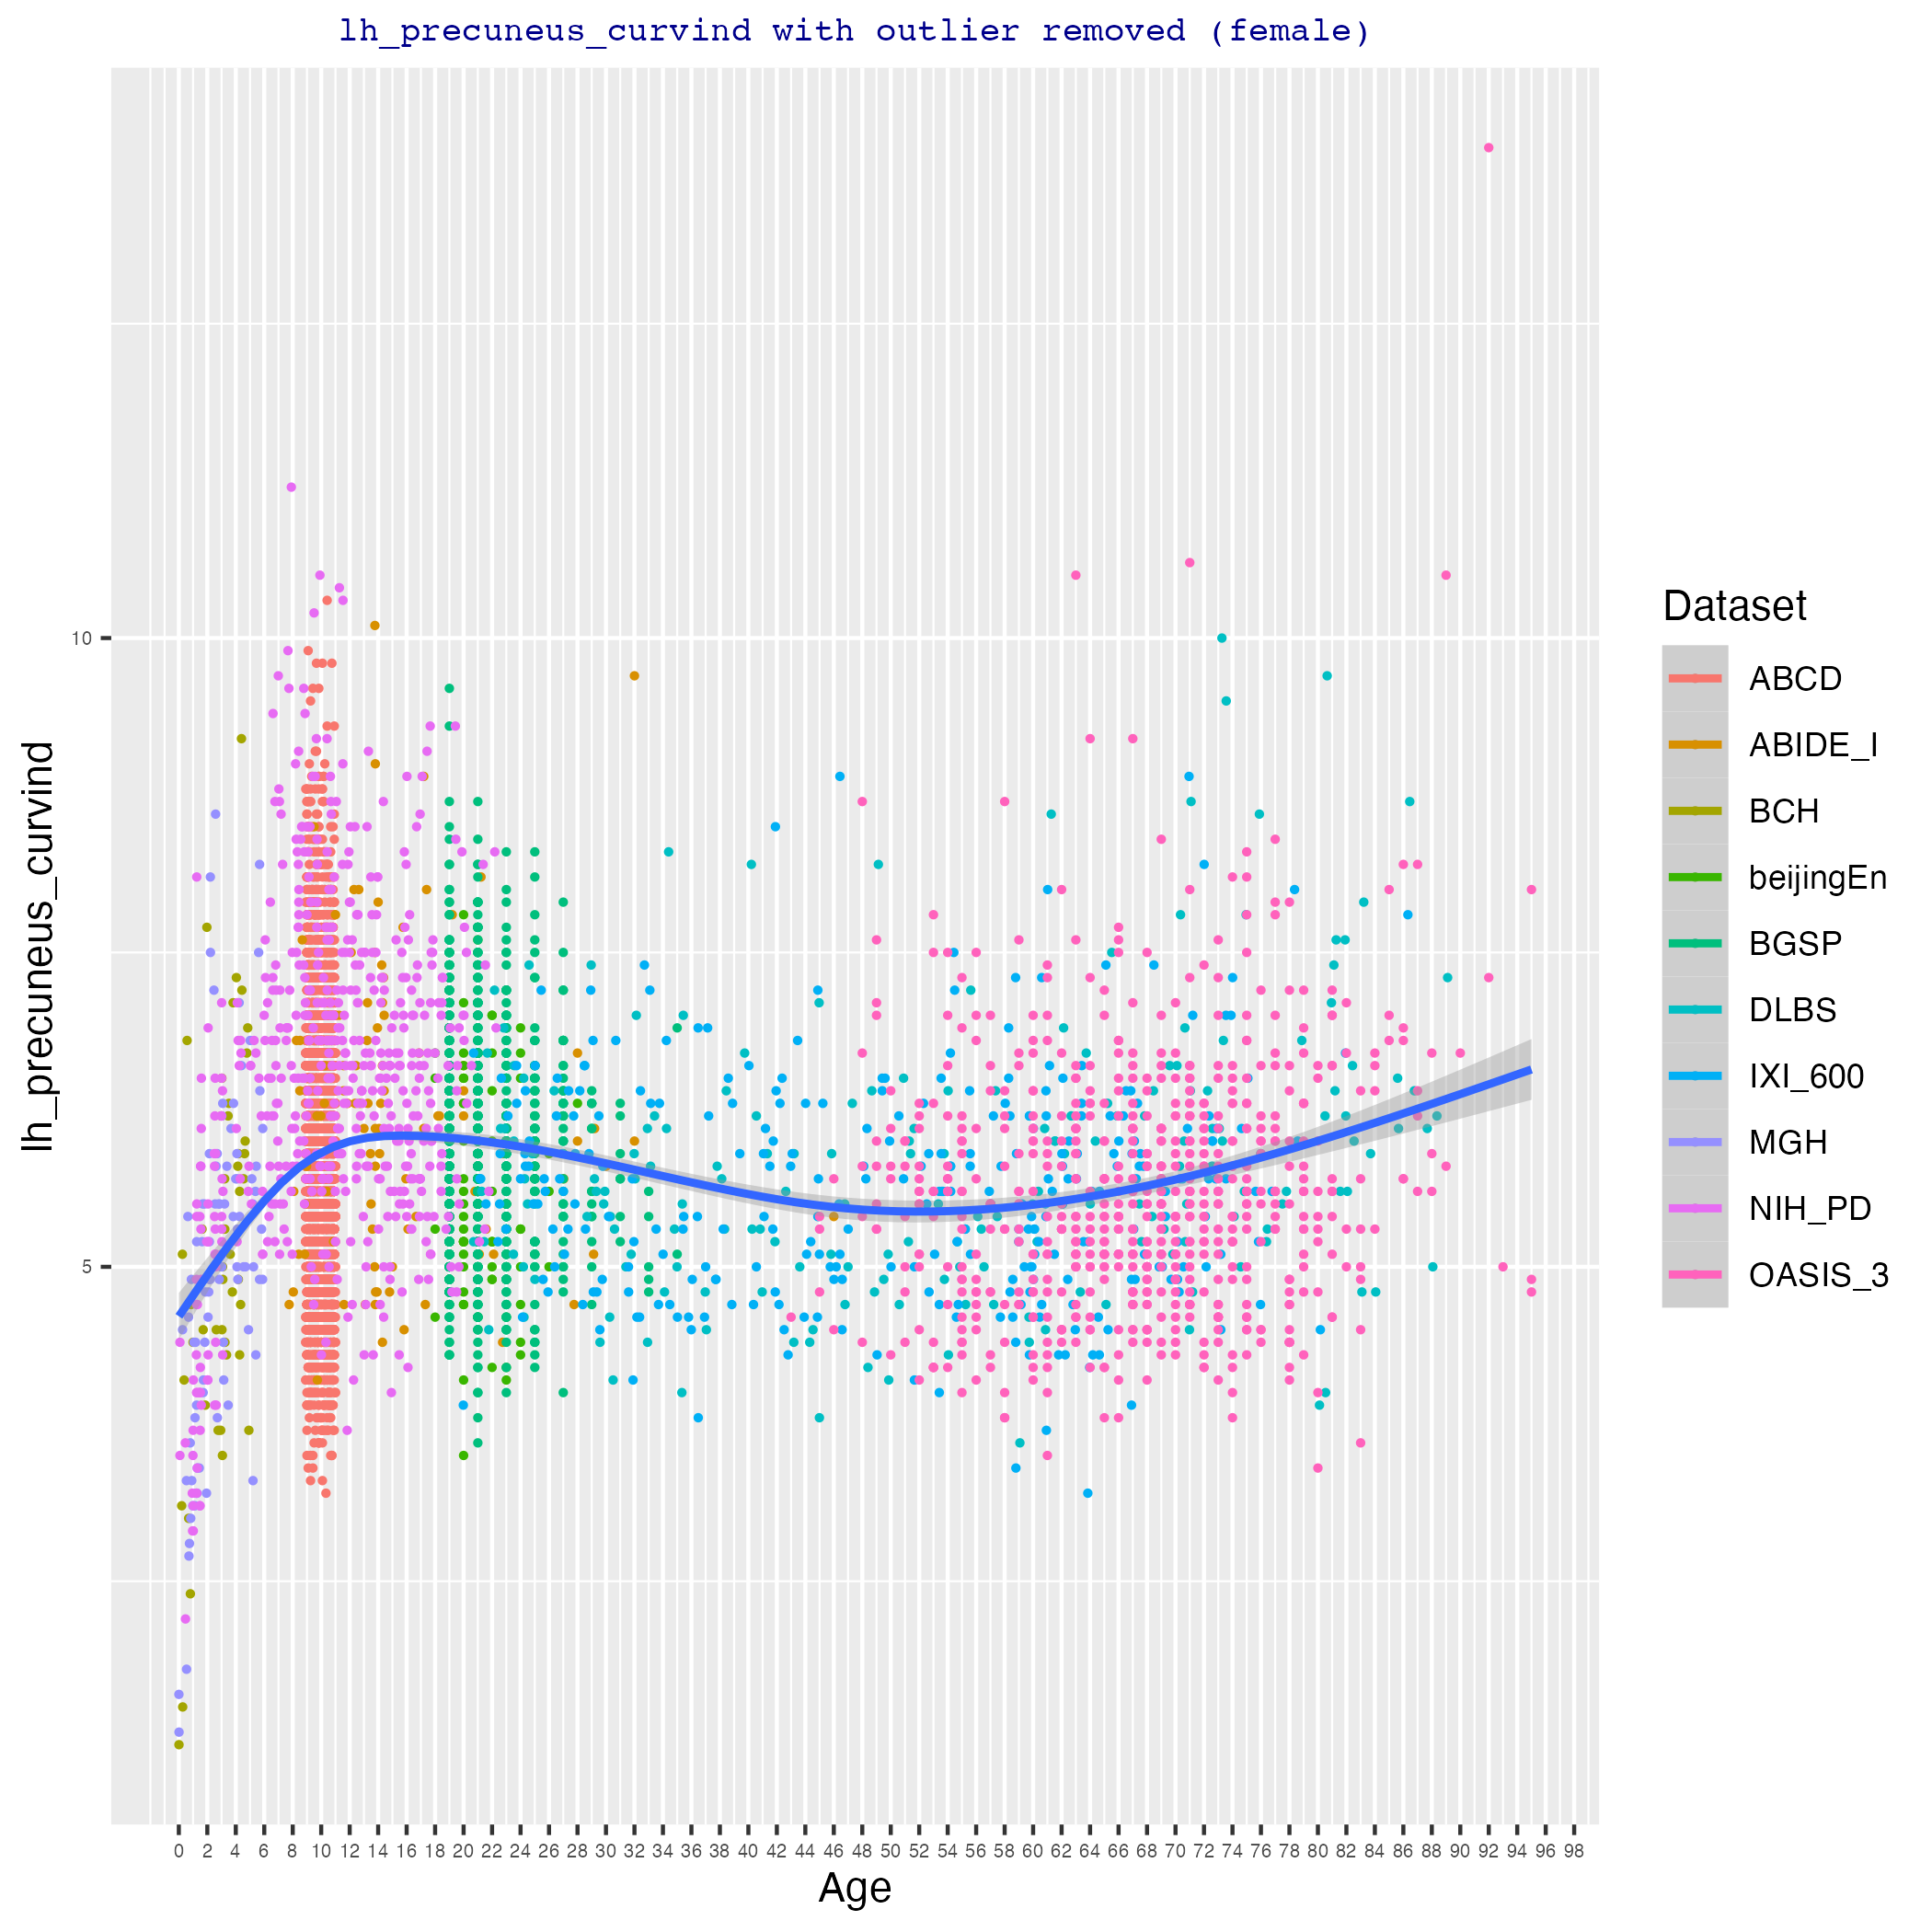 lh_precuneus_curvind with outlier removed (female)
lh_precuneus_curvind
10
5
0 2 4 6 8 10 12 14 16 18 20 22 24 26 28 30 32 34 36 38 40 42 44 46 48 50 52 54 56 58 60 62 64 66 68 70 72 74 76 78 80 82 84 86 88 90 92 94 96 98
Age
Dataset
ABCD
ABIDE_I
BCH
beijingEn
BGSP
DLBS
IXI_600
MGH
NIH_PD
OASIS_3